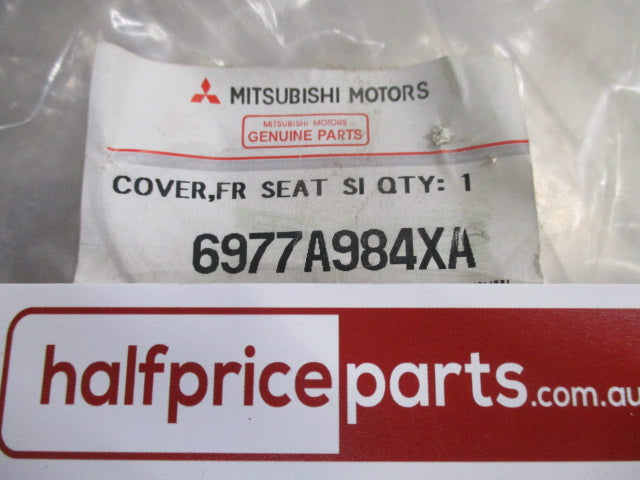 MITSUBISHI MOTORS
MITSUBISHI MOTORS
GENUINE PARTS
COVER,FR SEAT SI QTY: 1
6977A984XA
halfpriceparts.com.au